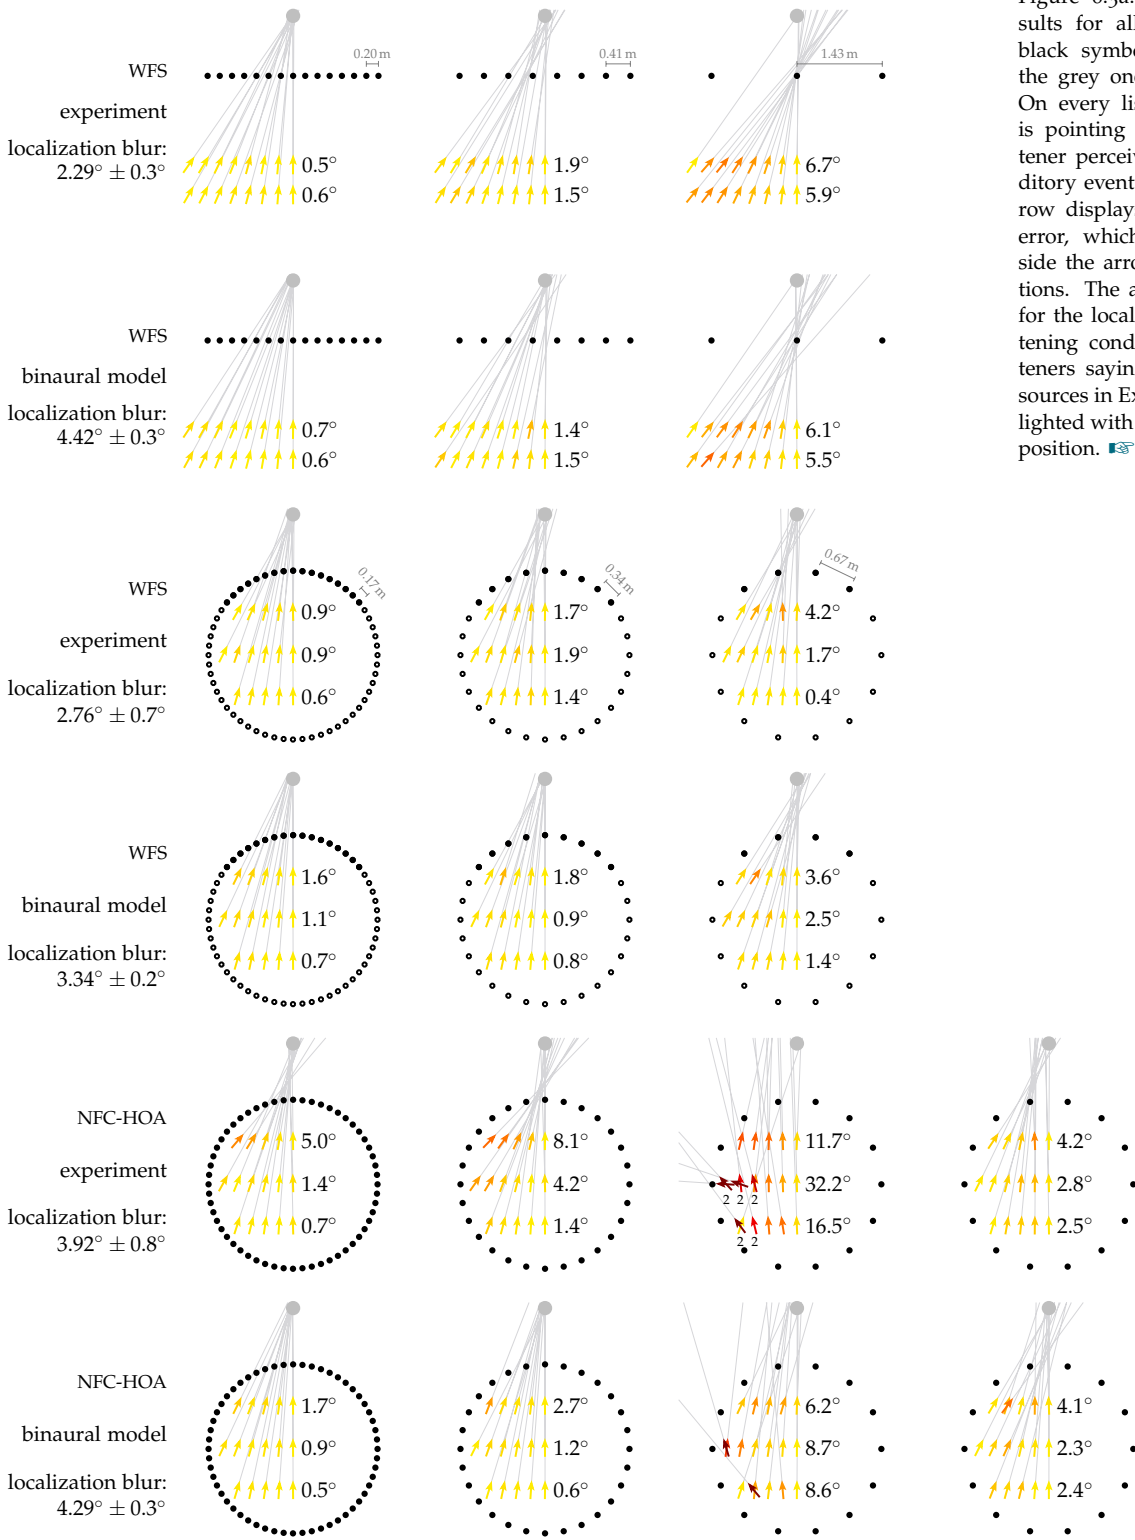 0.20 m
0.41 m
1.43 m
WFS
experiment
localization blur:
2.29° ± 0.3°
0.5°
0.6°
1.9°
1.5°
6.7°
5.9°
sults for all
black symbo
the grey one
On every lis
is pointing
tener perceiv
ditory event
row display
error, which
side the arro
tions. The a
for the local
tening cond
teners sayin
sources in Ex
lighted with
position. ☞
WFS
binaural model
localization blur:
4.42° ± 0.3°
0.7°
0.6°
1.4°
1.5°
6.1°
5.5°
0.17 m
0.34 m
0.67 m
WFS
experiment
localization blur:
2.76° ± 0.7°
0.9°
0.9°
0.6°
1.7°
1.9°
1.4°
4.2°
1.7°
0.4°
WFS
binaural model
localization blur:
3.34° ± 0.2°
1.6°
1.1°
0.7°
1.8°
0.9°
0.8°
3.6°
2.5°
1.4°
NFC-HOA
experiment
localization blur:
3.92° ± 0.8°
5.0°
1.4°
0.7°
8.1°
4.2°
1.4°
11.7°
32.2°
2 2 2
16.5°
2 2
4.2°
2.8°
2.5°
NFC-HOA
binaural model
localization blur:
4.29° ± 0.3°
1.7°
0.9°
0.5°
2.7°
1.2°
0.6°
6.2°
8.7°
8.6°
4.1°
2.3°
2.4°